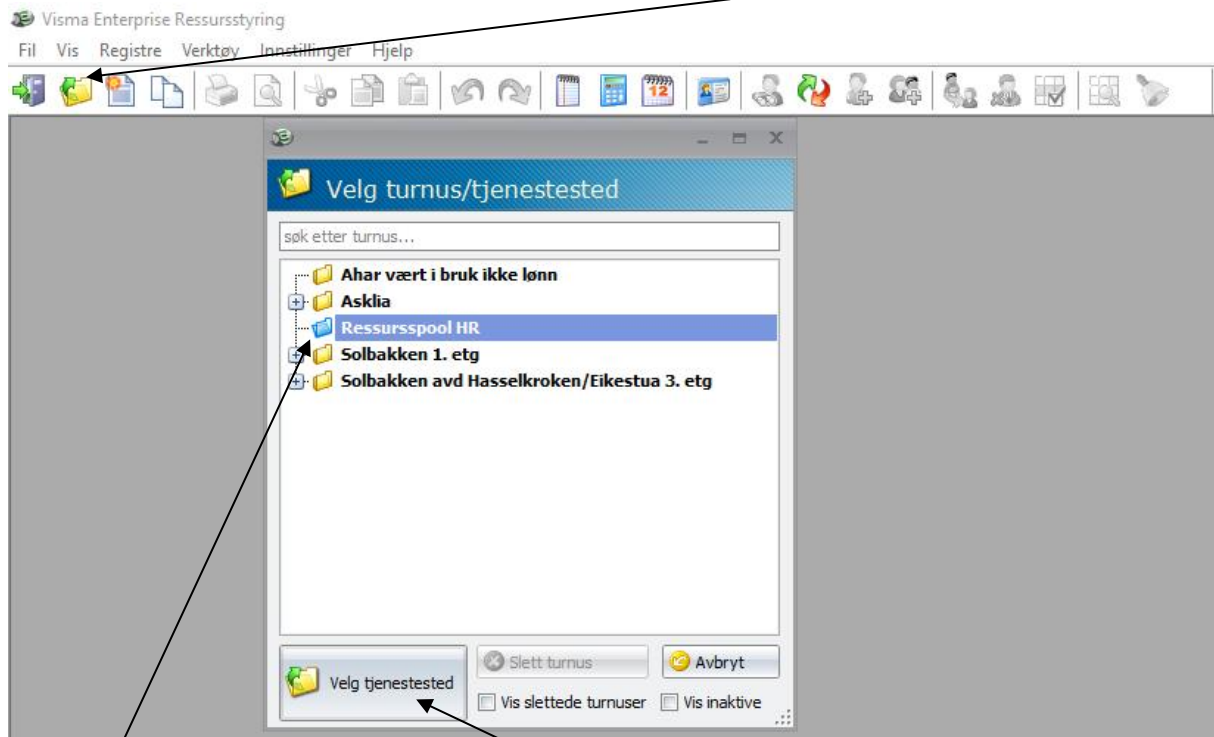 Visma Enterprise Ressursstyring
Fil Vis Registre Verktøy Innstillinger Hjelp
12
Velg turnus/tjenestested
søk etter turnus...
Ahar vært i bruk ikke lønn
Asklia
Ressursspool HR
Solbakken 1. etg
Solbakken avd Hasselkroken/Eikestua 3. etg
Velg tjenestested
Slett turnus
Avbryt
Vis slettede turnuser
Vis inaktive